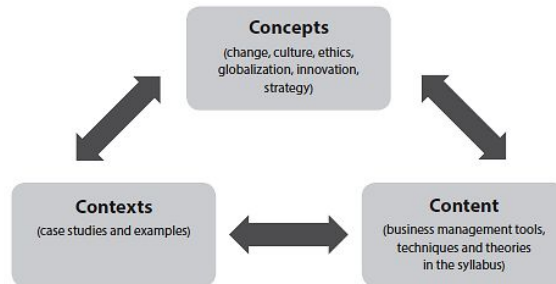 Concepts
(change, culture, ethics,
globalization, innovation,
strategy)
Contexts
(case studies and examples)
Content
(business management tools,
techniques and theories
in the syllabus)